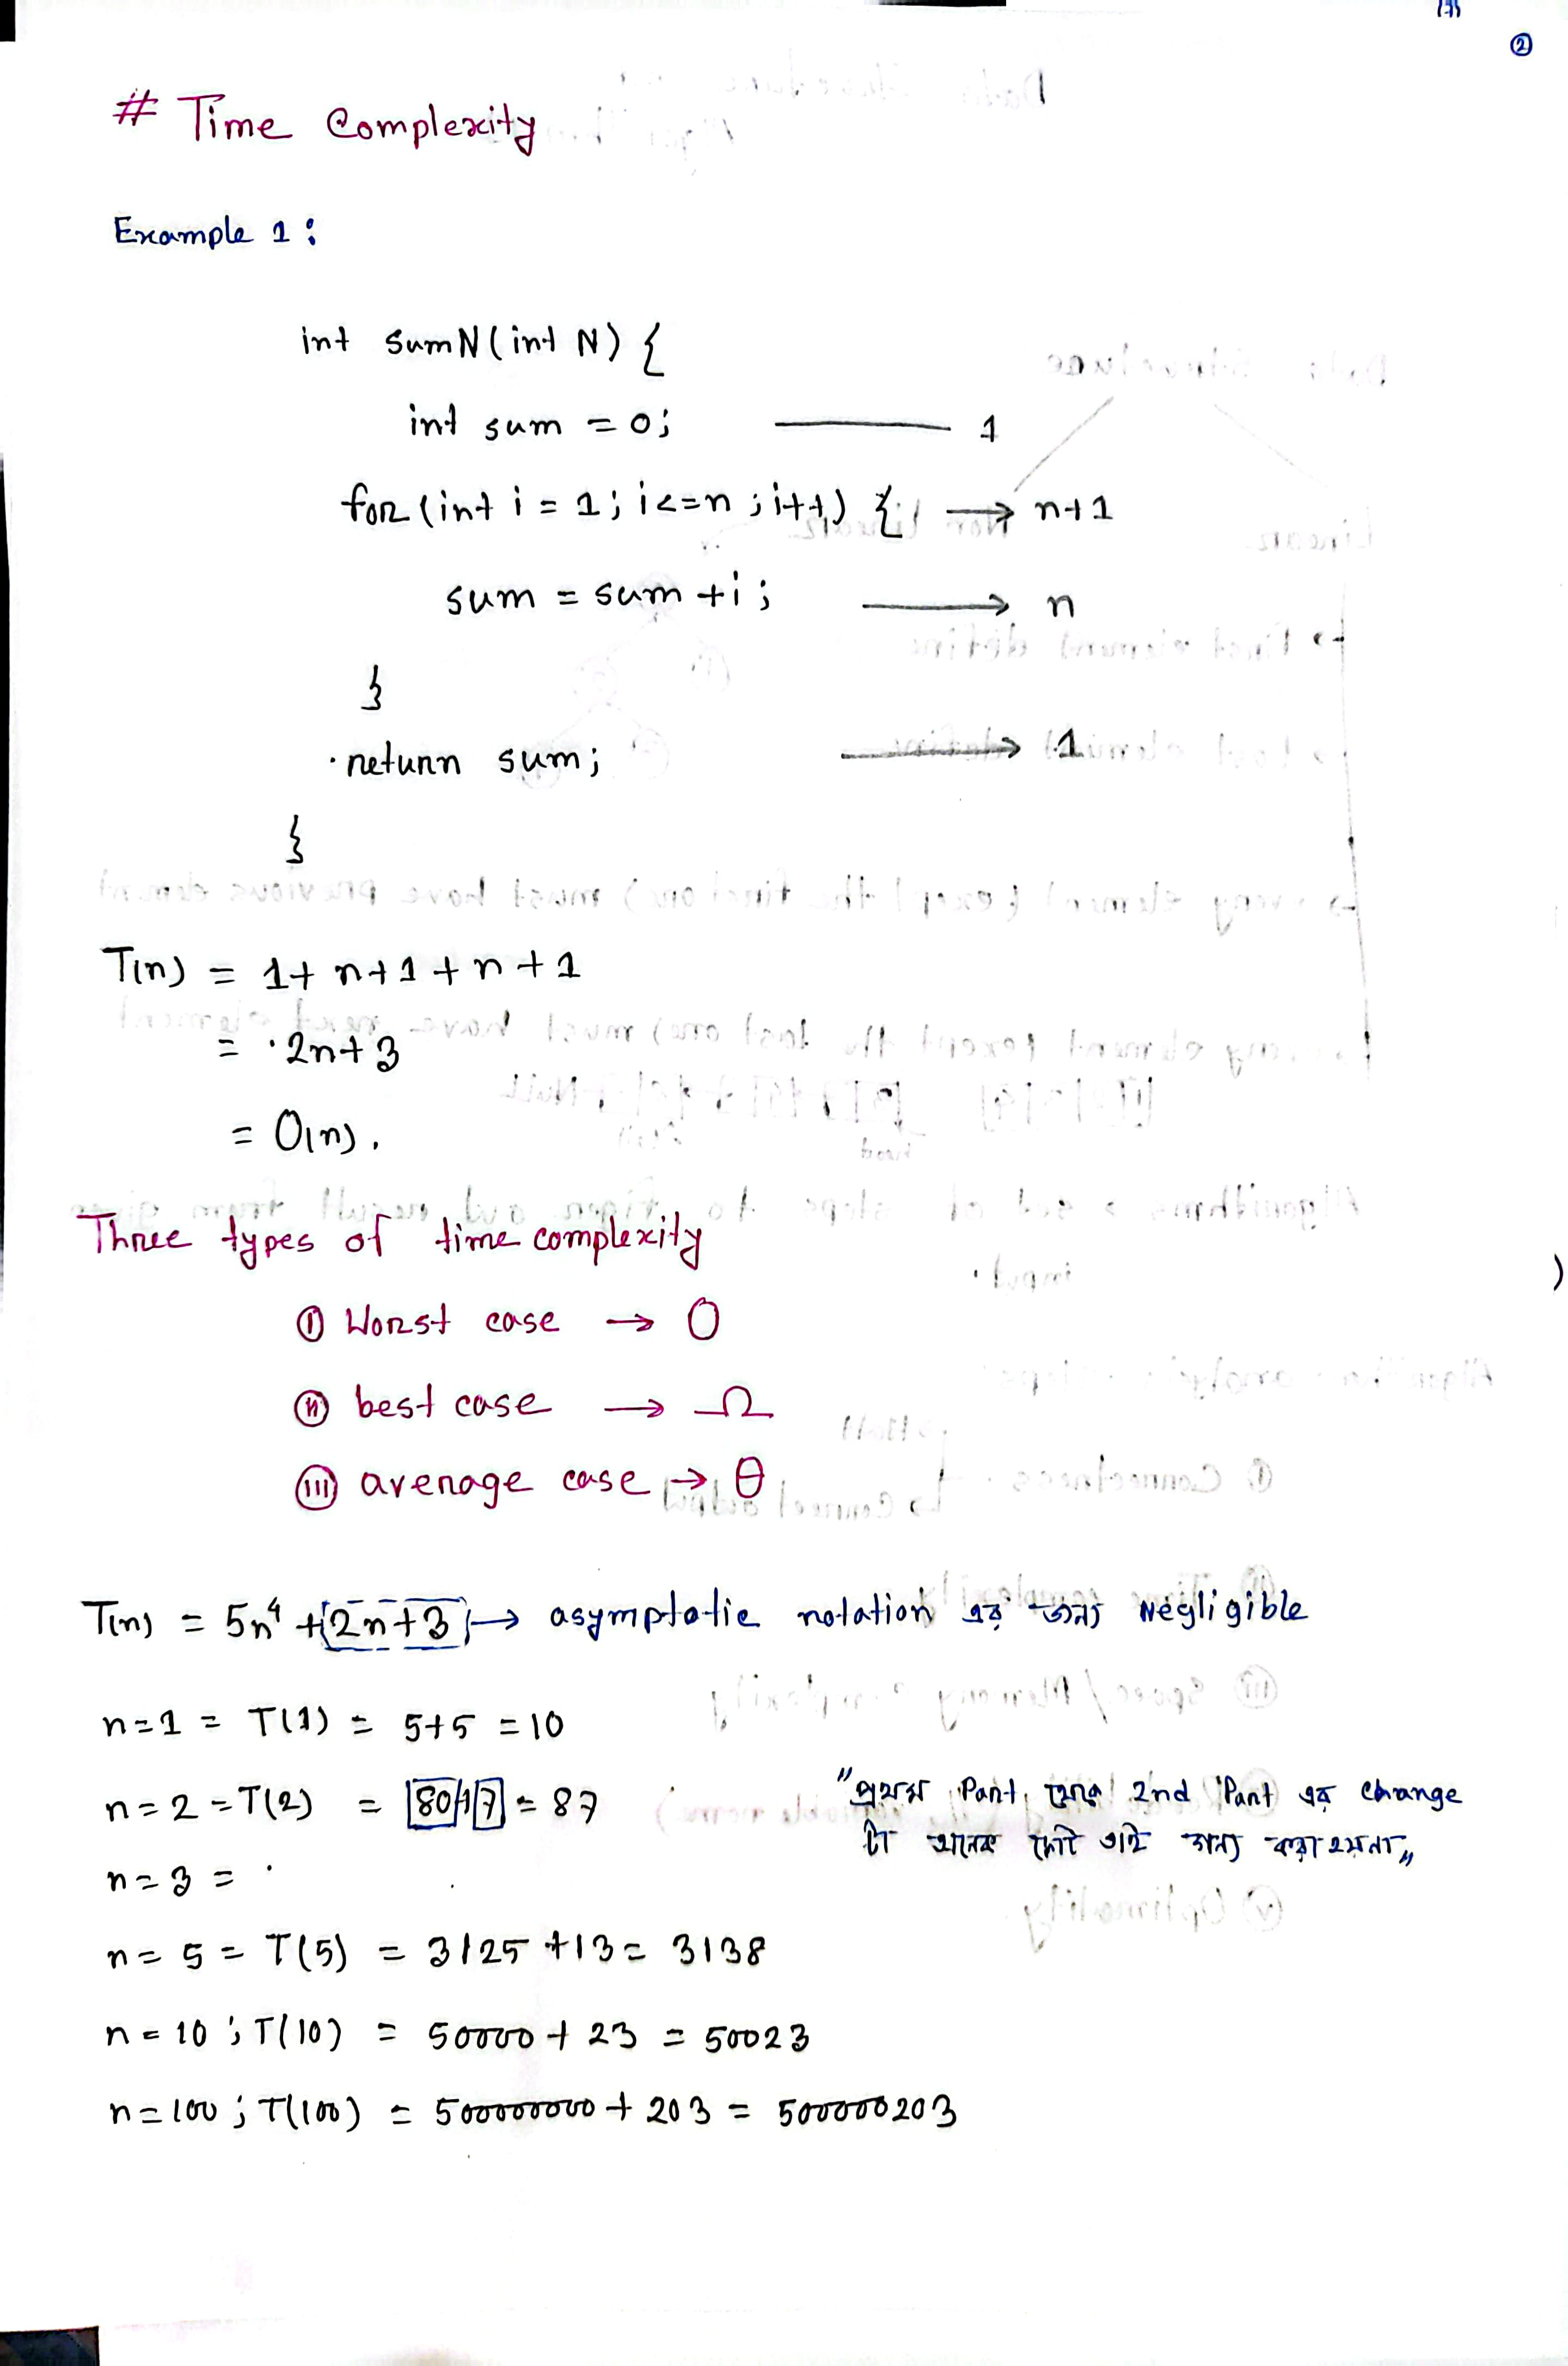 ②
# Time Complexity
Example 1 :
int sumN(int N) {
int sum = 0; —— 1
for (int i = 1; i<=n ; i++) { → n+1
sum = sum + i ; → n
}
return sum; → 1
}
T(n) = 1 + n+1 + n + 1
= 2n+3
= O(n).
Three types of time complexity
① Worst case → O
② best case → Ω
③ average case → θ
T(n) = 5n⁴ + 2n+3 → asymptotic notation এর জন্য negligible
n=1 = T(1) = 5+5 = 10
n=2 = T(2) = 80+7 = 87
"প্রথম Part থেকে 2nd Part এর change
টা অনেক ছোট তাই গন্য করা হয়না"
n=3 =
n=5 = T(5) = 3125 +13 = 3138
n=10 ; T(10) = 50000 + 23 = 50023
n=100 ; T(100) = 500000000 + 203 = 500000203